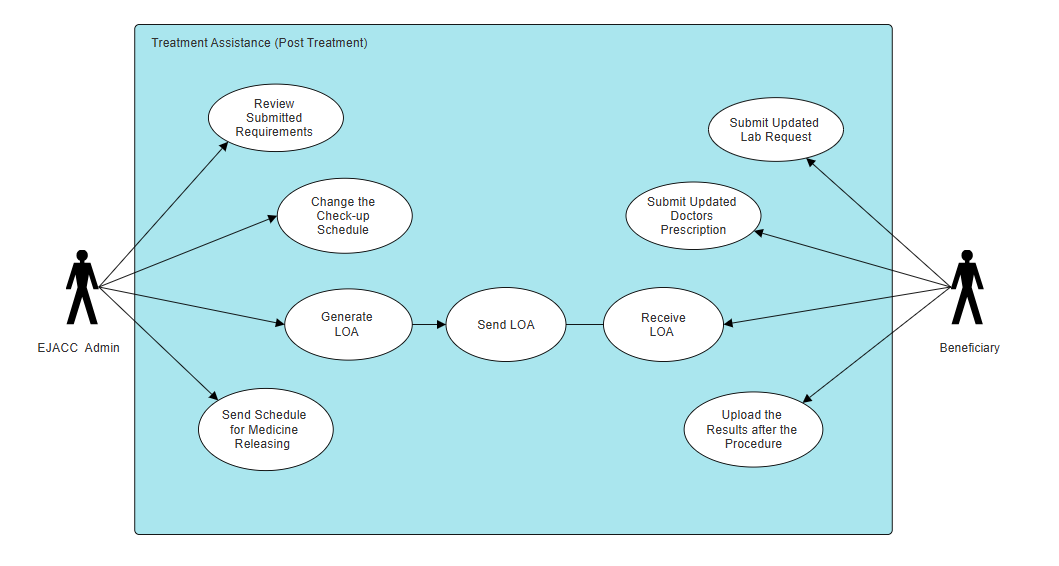 Treatment Assistance (Post Treatment)
Review
Submitted
Requirements
Submit Updated
Lab Request
Change the
Check-up
Schedule
Submit Updated
Doctors
Prescription
Generate
LOA
Send LOA
Receive
LOA
EJACC  Admin
Beneficiary
Send Schedule
for Medicine
Releasing
Upload the
Results after the
Procedure